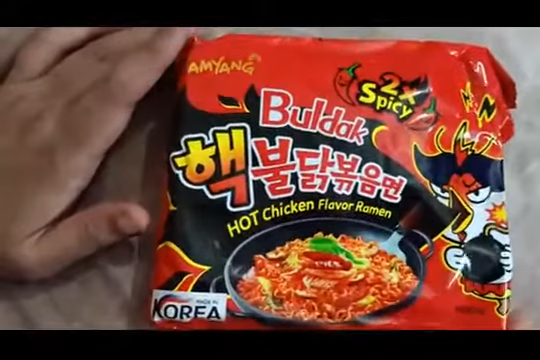 AMYANG
2x
Spicy
Buldak
핵불닭볶음면
HOT Chicken Flavor Ramen
MADE IN
KOREA